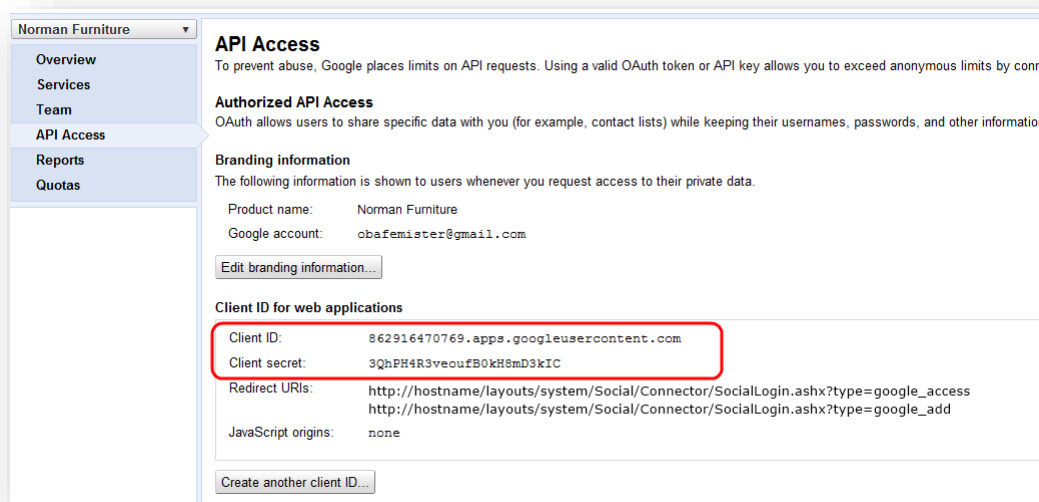 Norman Furniture
Overview
Services
Team
API Access
Reports
Quotas
API Access
To prevent abuse, Google places limits on API requests. Using a valid OAuth token or API key allows you to exceed anonymous limits by
Authorized API Access
OAuth allows users to share specific data with you (for example, contact lists) while keeping their usernames, passwords, and other
Branding information
The following information is shown to users whenever you request access to their private data.
Product name: Norman Furniture
Google account: obafemister@gmail.com
Edit branding information...
Client ID for web applications
Client ID: 862916470769.apps.googleusercontent.com
Client secret: 3QhPH4R3veoufB0kH8mD3kIC
Redirect URIs: http://hostname/layouts/system/Social/Connector/SocialLogin.ashx?type=google_access
http://hostname/layouts/system/Social/Connector/SocialLogin.ashx?type=google_add
JavaScript origins: none
Create another client ID...